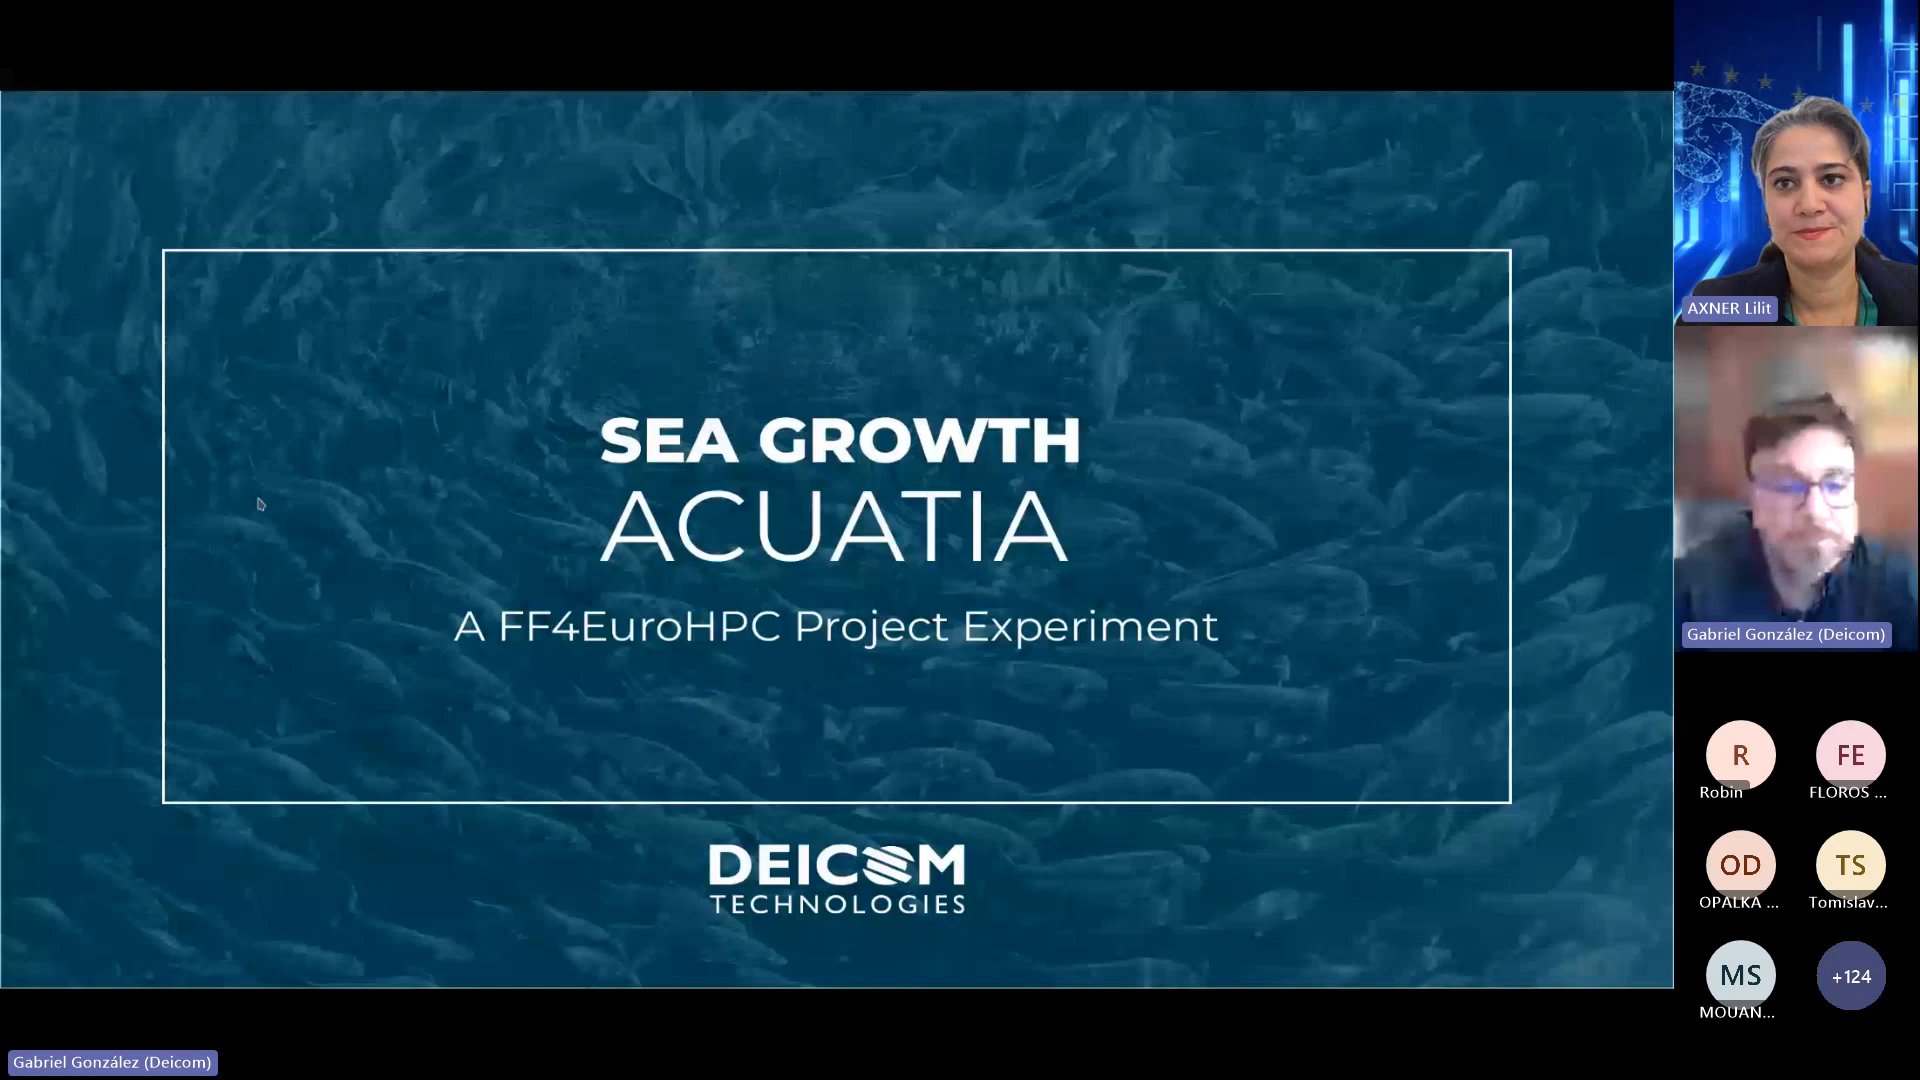 SEA GROWTH
ACUATIA
A FF4EuroHPC Project Experiment
DEICOM
TECHNOLOGIES
Gabriel González (Deicom)
AXNER Lilit
Gabriel González (Deicom)
R
Robin
FE
FLOROS ...
OD
OPALKA ...
TS
Tomislav...
MS
MOUAN...
+124